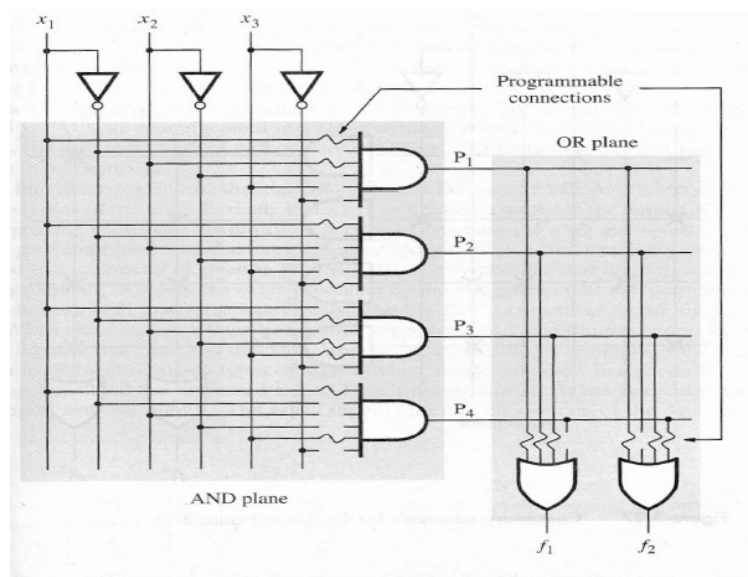 x1 x2 x3
Programmable
connections
OR plane
P1
P2
P3
P4
AND plane
f1 f2